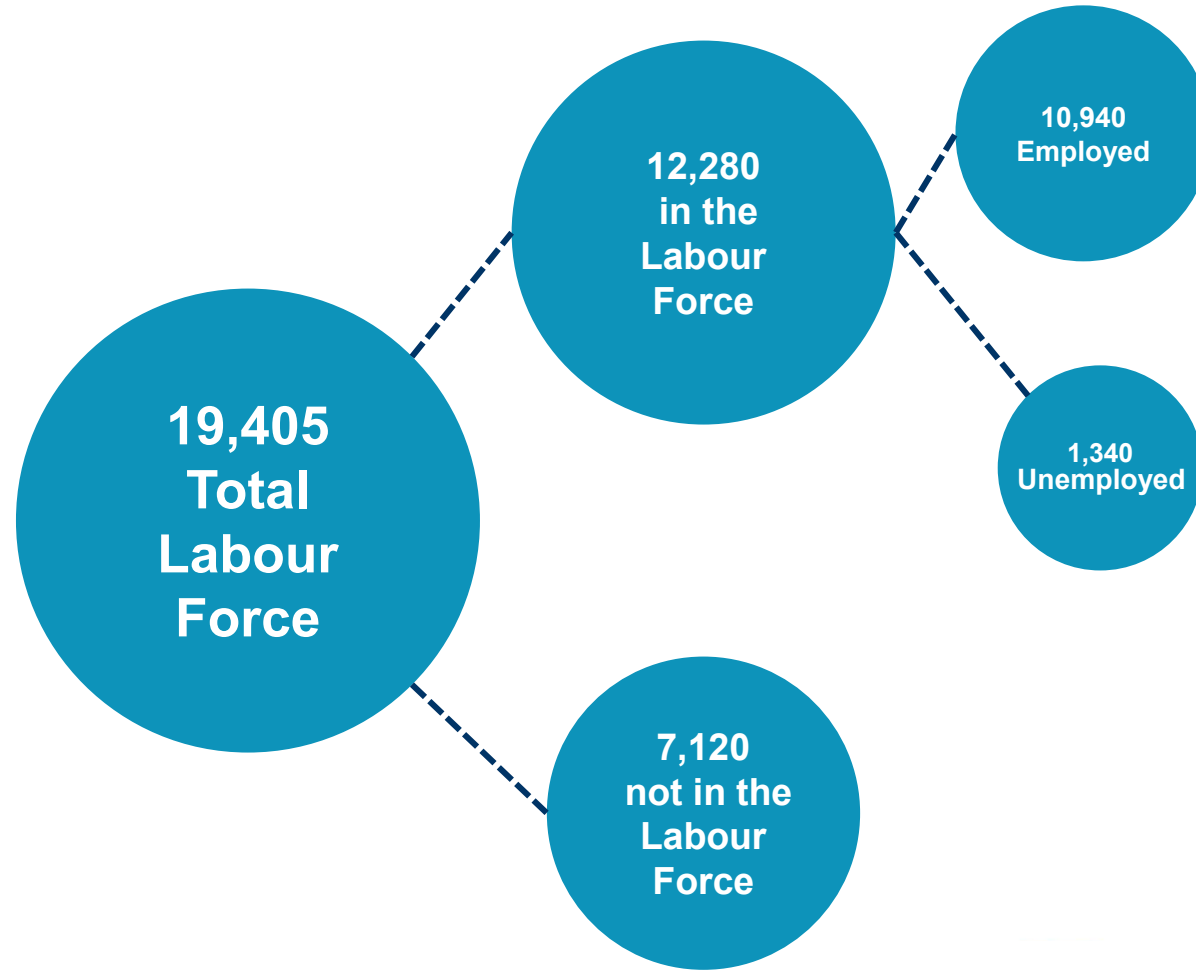 19,405
Total
Labour
Force
12,280
in the
Labour
Force
10,940
Employed
1,340
Unemployed
7,120
not in the
Labour
Force